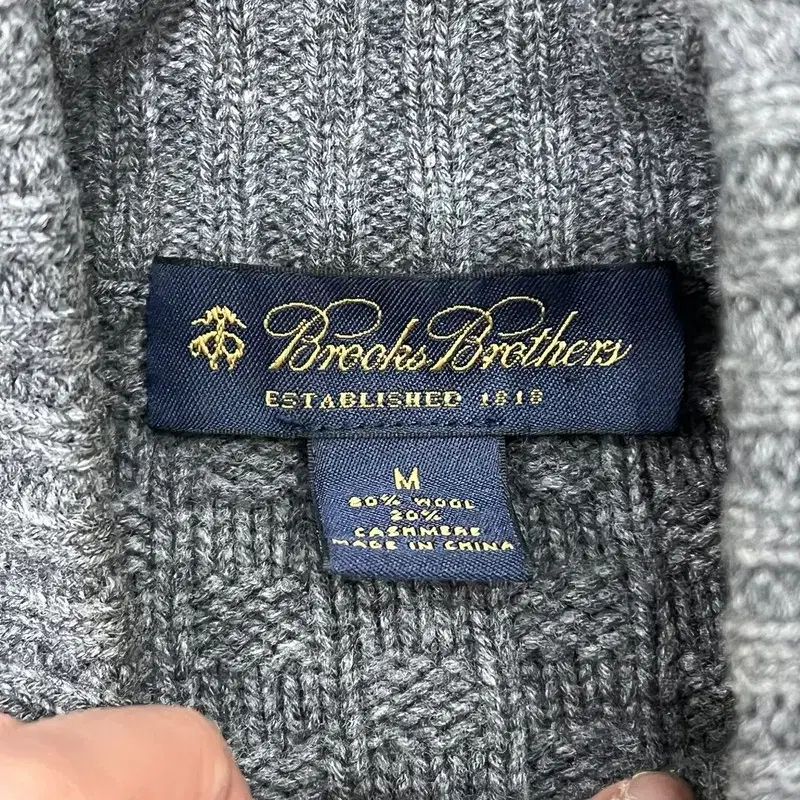 Brooks Brothers
ESTABLISHED 1818
M
80% WOOL
20%
CASHMERE
MADE IN CHINA